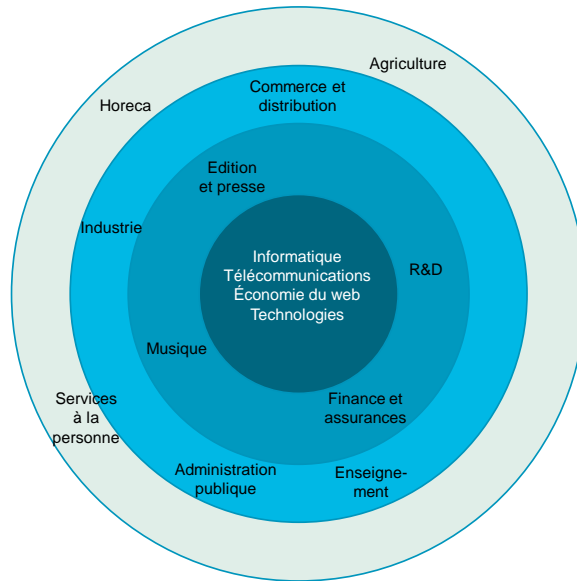 Agriculture
Commerce et
distribution
Horeca
Edition
et presse
Industrie
Informatique
Télécommunications
Économie du web
Technologies
R&D
Musique
Services
à la
personne
Finance et
assurances
Administration
publique
Enseigne-
ment